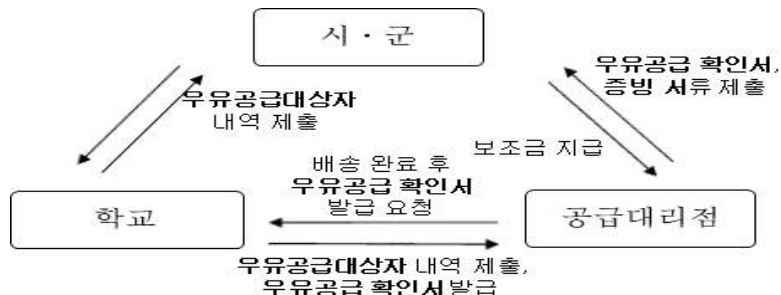 시·군
우유공급 확인서,
증빙 서류 제출
우유공급대상자
내역 제출
보조금 지급
배송 완료 후
우유공급 확인서
발급 요청
학교
공급대리점
우유공급대상자 내역 제출,
우유공급 확인서 발급